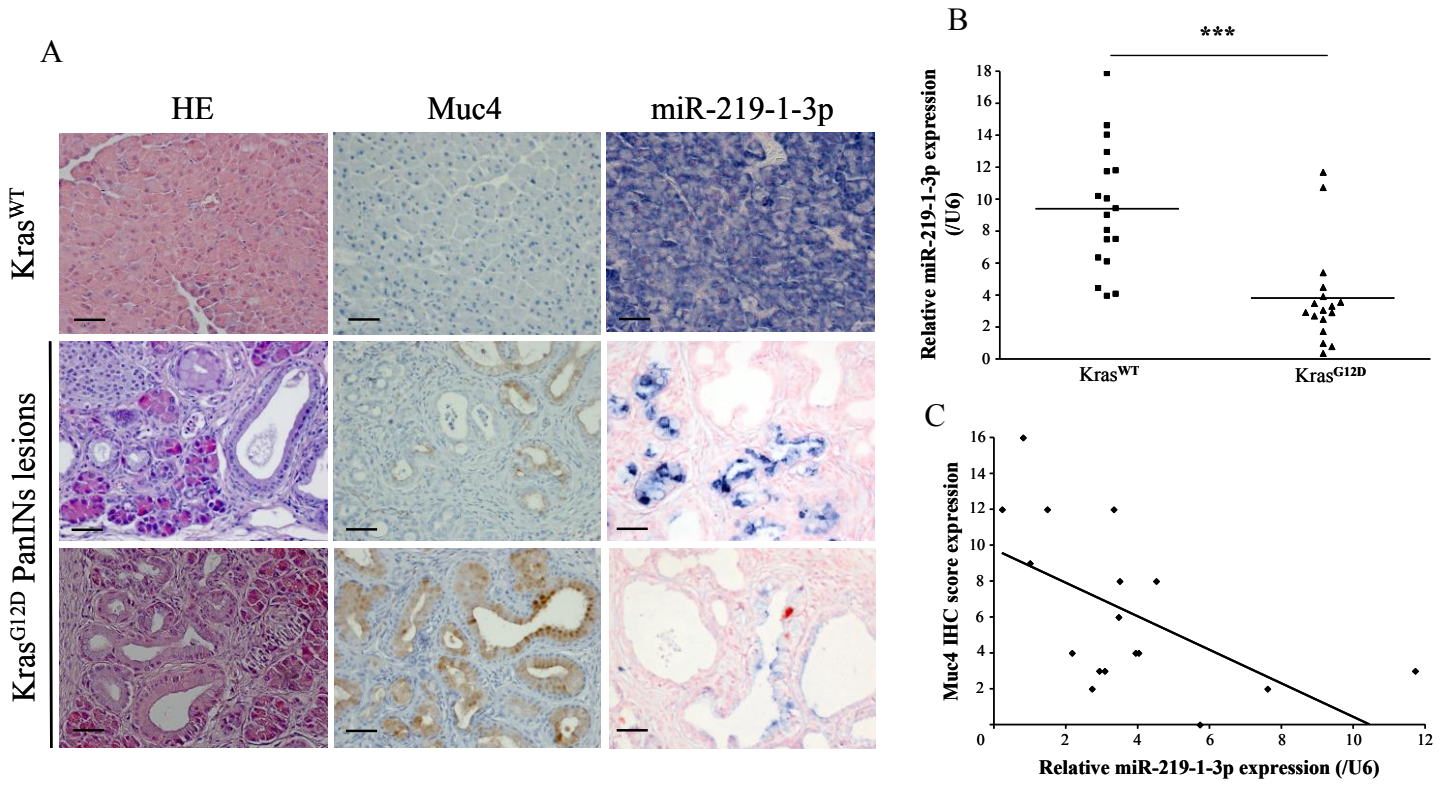 A
HE
Muc4
miR-219-1-3p
Kras^WT
Kras^G12D PanINs lesions
B
***
Relative miR-219-1-3p expression
(/U6)
18
16
14
12
10
8
6
4
2
0
Kras^WT
Kras^G12D
C
Muc4 IHC score expression
16
14
12
10
8
6
4
2
0
2
4
6
8
10
12
Relative miR-219-1-3p expression (/U6)